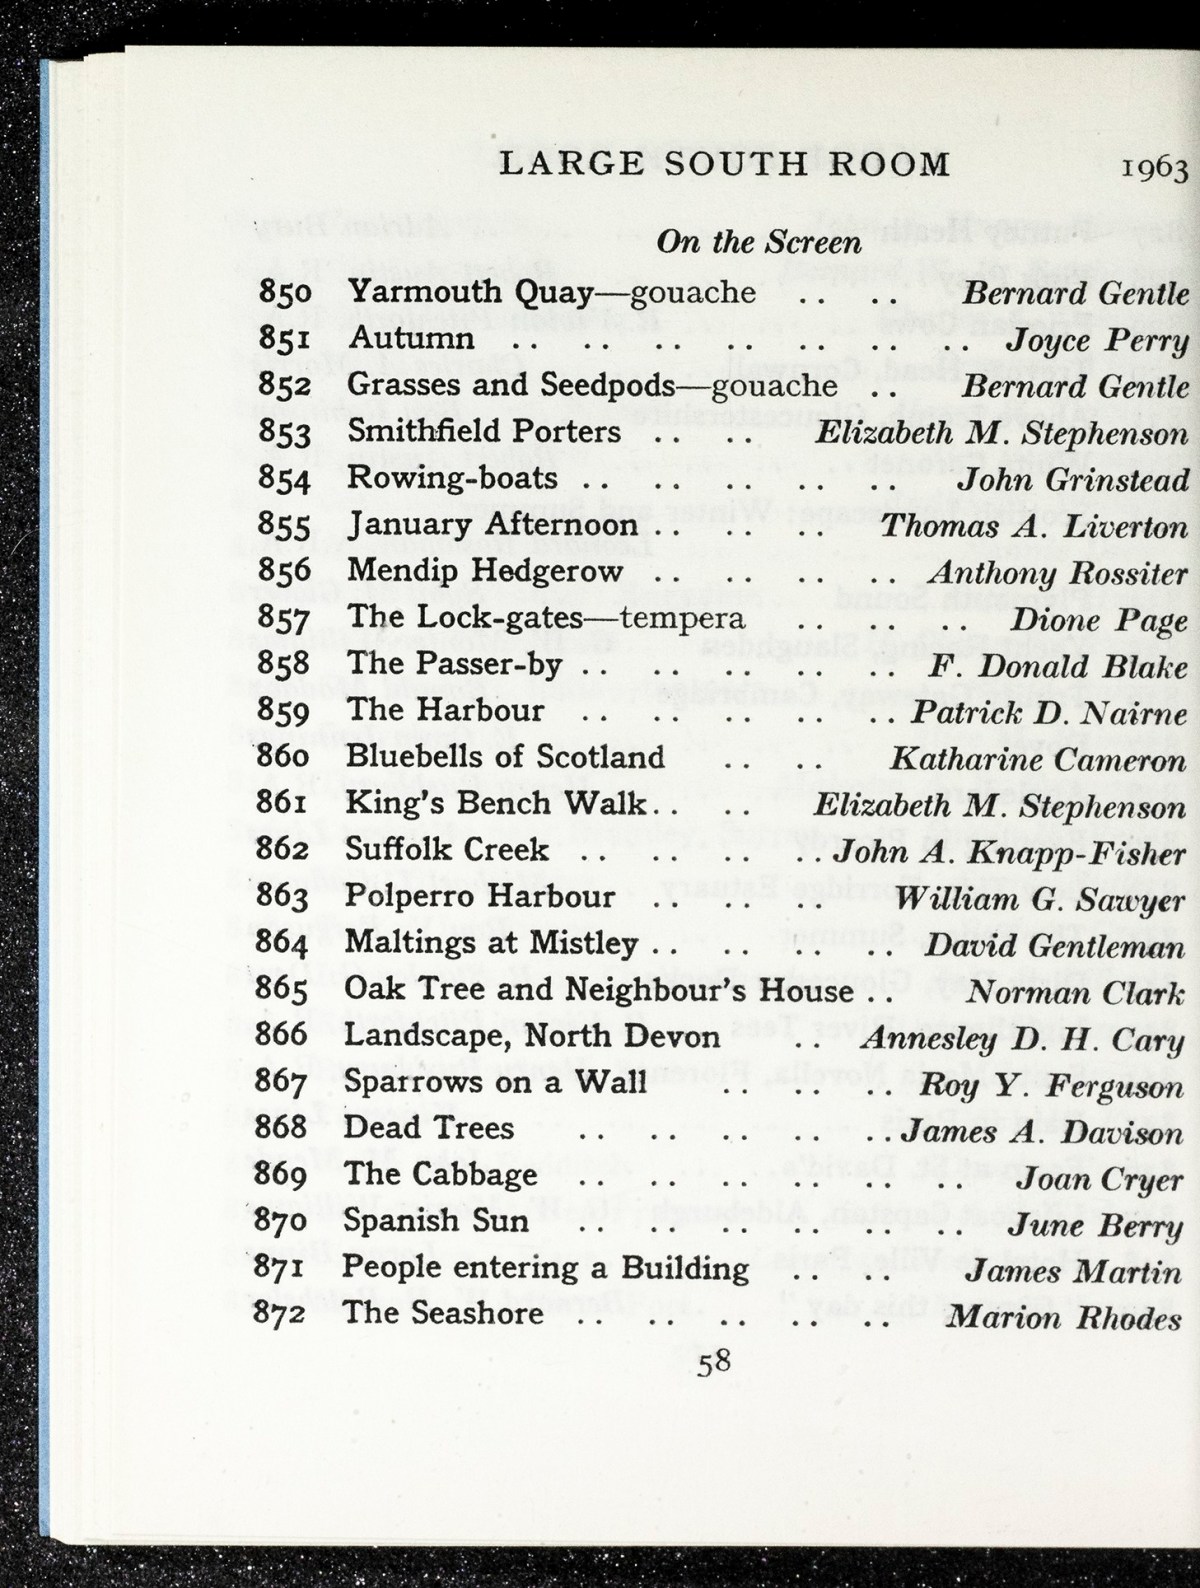 LARGE SOUTH ROOM 1963
On the Screen
850 Yarmouth Quay—gouache .. .. Bernard Gentle
851 Autumn .. .. .. .. .. .. .. Joyce Perry
852 Grasses and Seedpods—gouache .. Bernard Gentle
853 Smithfield Porters .. .. Elizabeth M. Stephenson
854 Rowing-boats .. .. .. .. .. John Grinstead
855 January Afternoon .. .. .. Thomas A. Liverton
856 Mendip Hedgerow .. .. .. .. Anthony Rossiter
857 The Lock-gates—tempera .. .. .. Dione Page
858 The Passer-by .. .. .. .. .. F. Donald Blake
859 The Harbour .. .. .. .. .. Patrick D. Nairne
860 Bluebells of Scotland .. .. Katharine Cameron
861 King's Bench Walk .. .. Elizabeth M. Stephenson
862 Suffolk Creek .. .. .. .. John A. Knapp-Fisher
863 Polperro Harbour .. .. .. William G. Sawyer
864 Maltings at Mistley .. .. .. .. David Gentleman
865 Oak Tree and Neighbour's House .. Norman Clark
866 Landscape, North Devon .. Annesley D. H. Cary
867 Sparrows on a Wall .. .. .. Roy Y. Ferguson
868 Dead Trees .. .. .. .. .. James A. Davison
869 The Cabbage .. .. .. .. .. .. Joan Cryer
870 Spanish Sun .. .. .. .. .. .. June Berry
871 People entering a Building .. .. James Martin
872 The Seashore .. .. .. .. .. Marion Rhodes
58